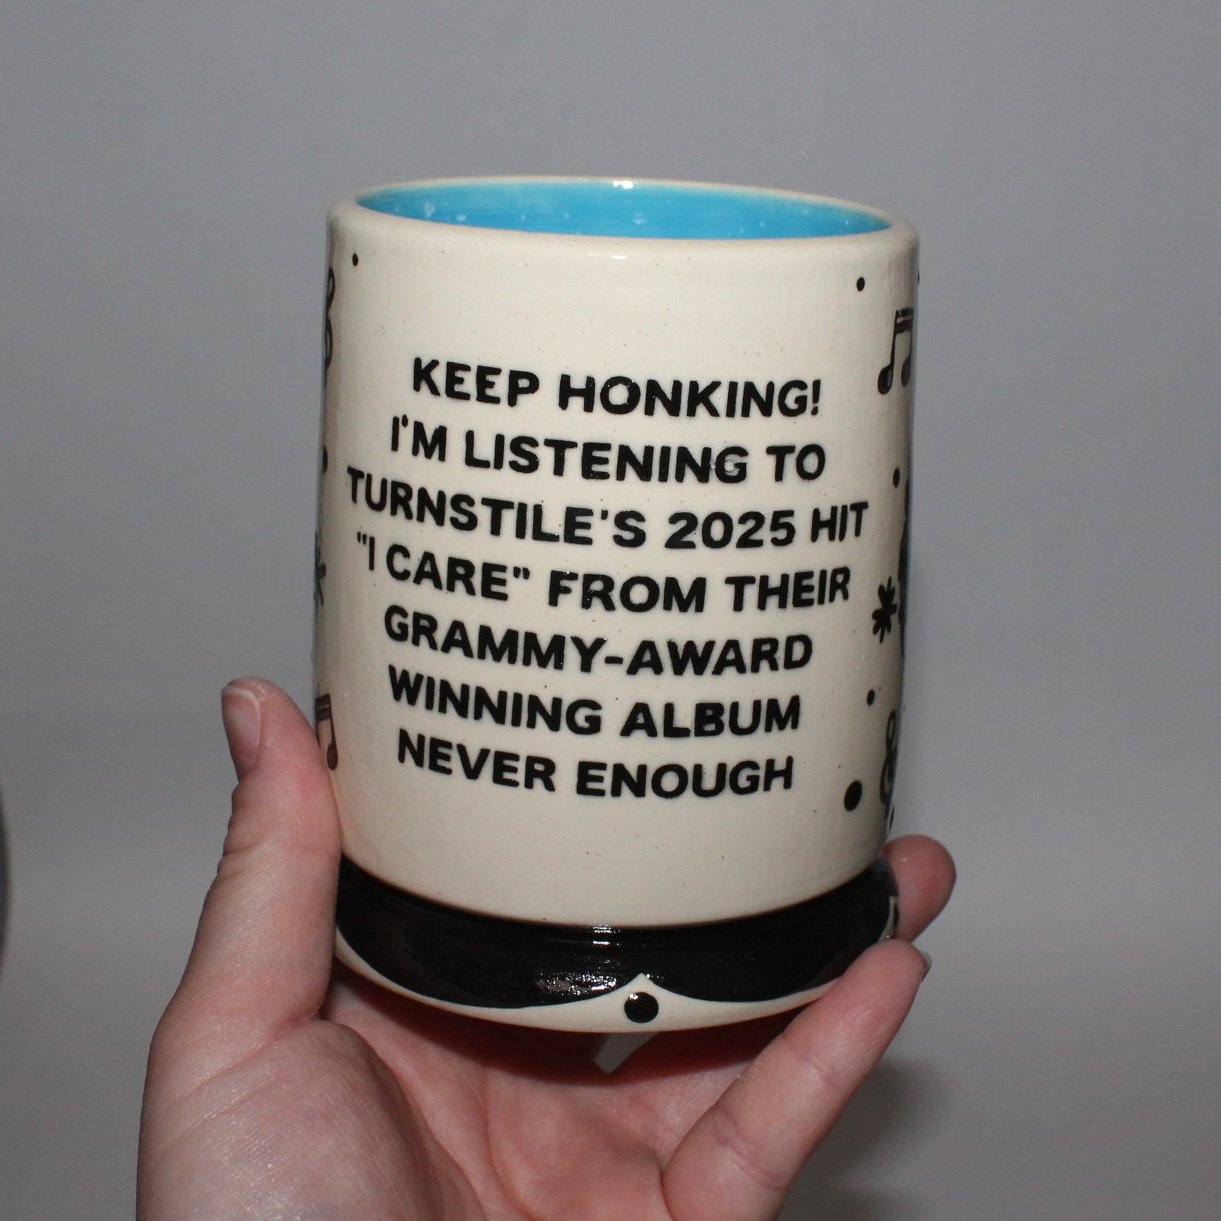 KEEP HONKING!
I'M LISTENING TO
TURNSTILE'S 2025 HIT
"I CARE" FROM THEIR
GRAMMY-AWARD
WINNING ALBUM
NEVER ENOUGH